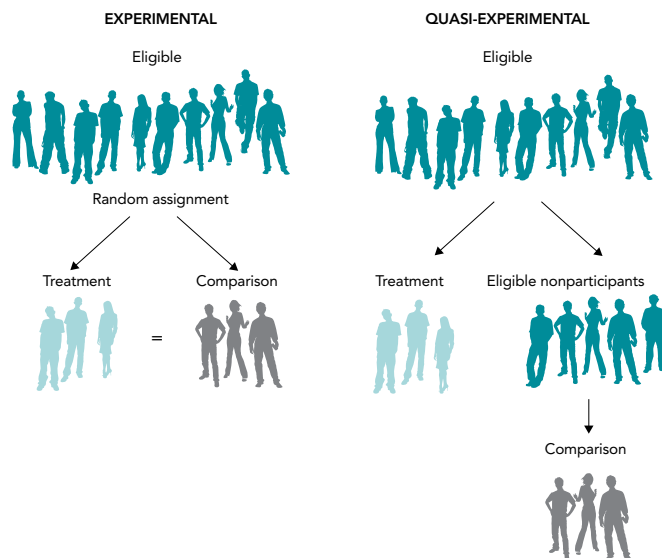 EXPERIMENTAL
Eligible
Random assignment
Treatment
Comparison
=
QUASI-EXPERIMENTAL
Eligible
Treatment
Eligible nonparticipants
Comparison